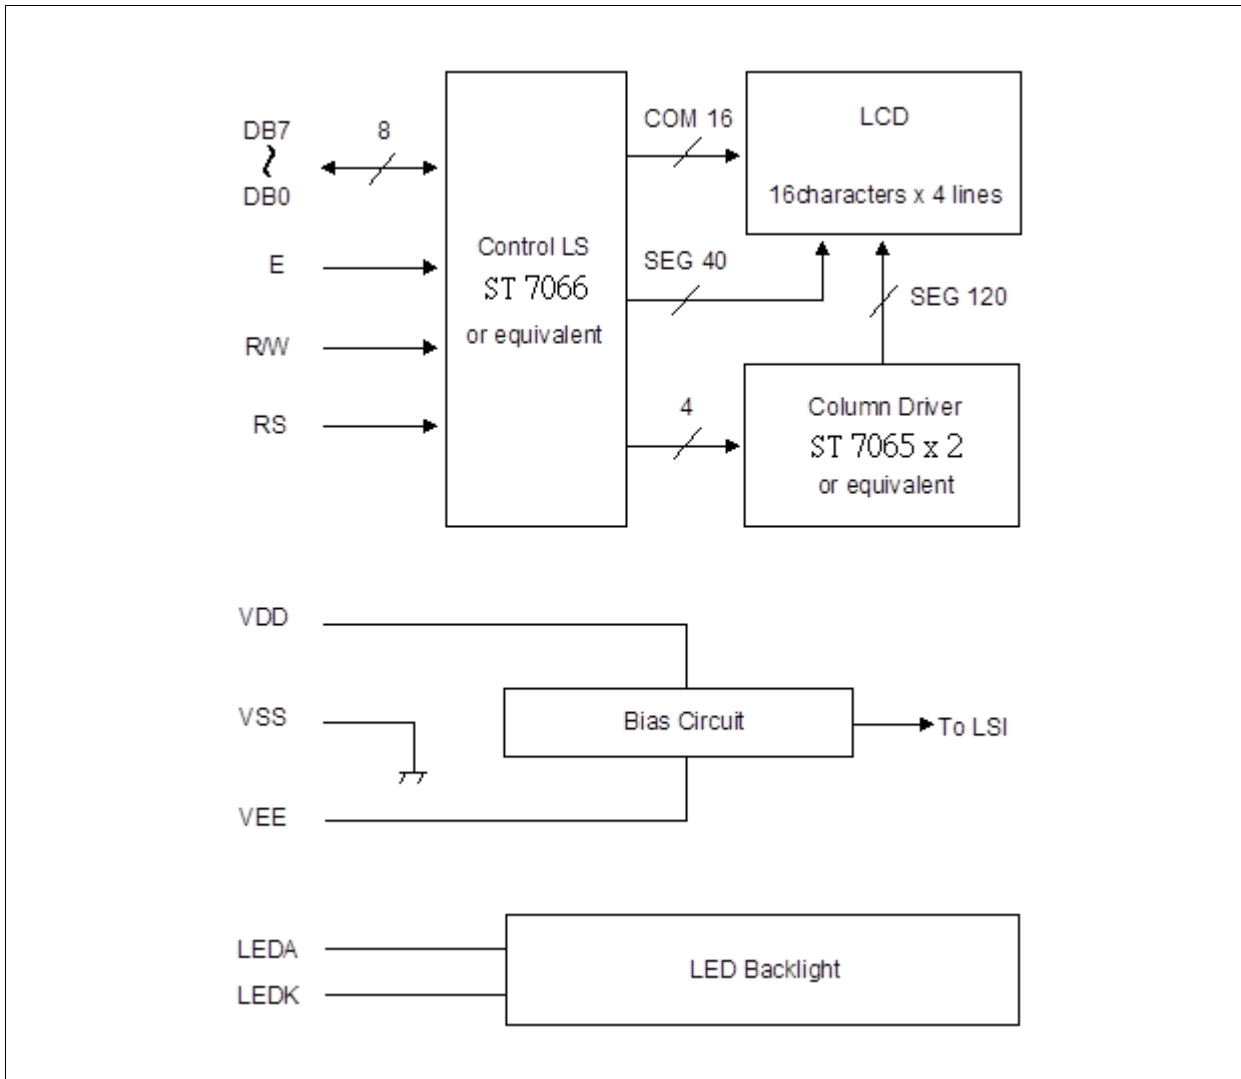 DB7
8
DB0
E
R/W
RS
Control LS
ST 7066
or equivalent
COM 16
LCD
16characters x 4 lines
SEG 40
SEG 120
4
Column Driver
ST 7065 x 2
or equivalent
VDD
VSS
VEE
Bias Circuit
To LSI
LEDA
LEDK
LED Backlight